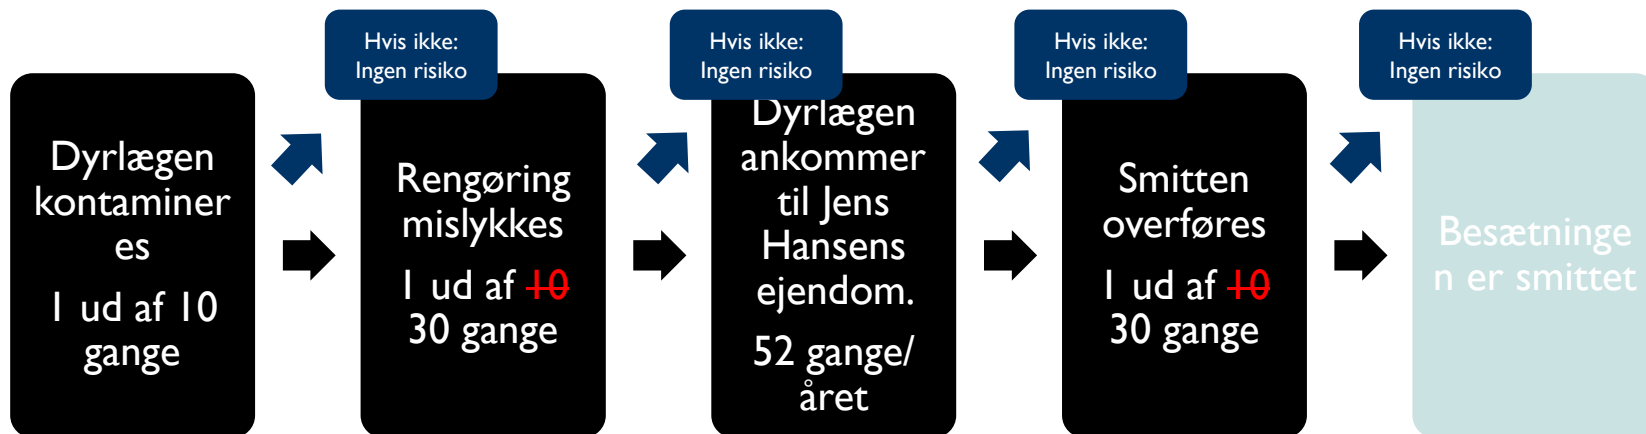 Hvis ikke:
Ingen risiko
Hvis ikke:
Ingen risiko
Hvis ikke:
Ingen risiko
Hvis ikke:
Ingen risiko
Dyrlægen
kontaminer
es
1 ud af 10
gange
Rengøring
mislykkes
1 ud af 10
30 gange
Dyrlægen
ankommer
til Jens
Hansens
ejendom.
52 gange/
året
Smitten
overføres
1 ud af 10
30 gange
Besætninge
n er smittet